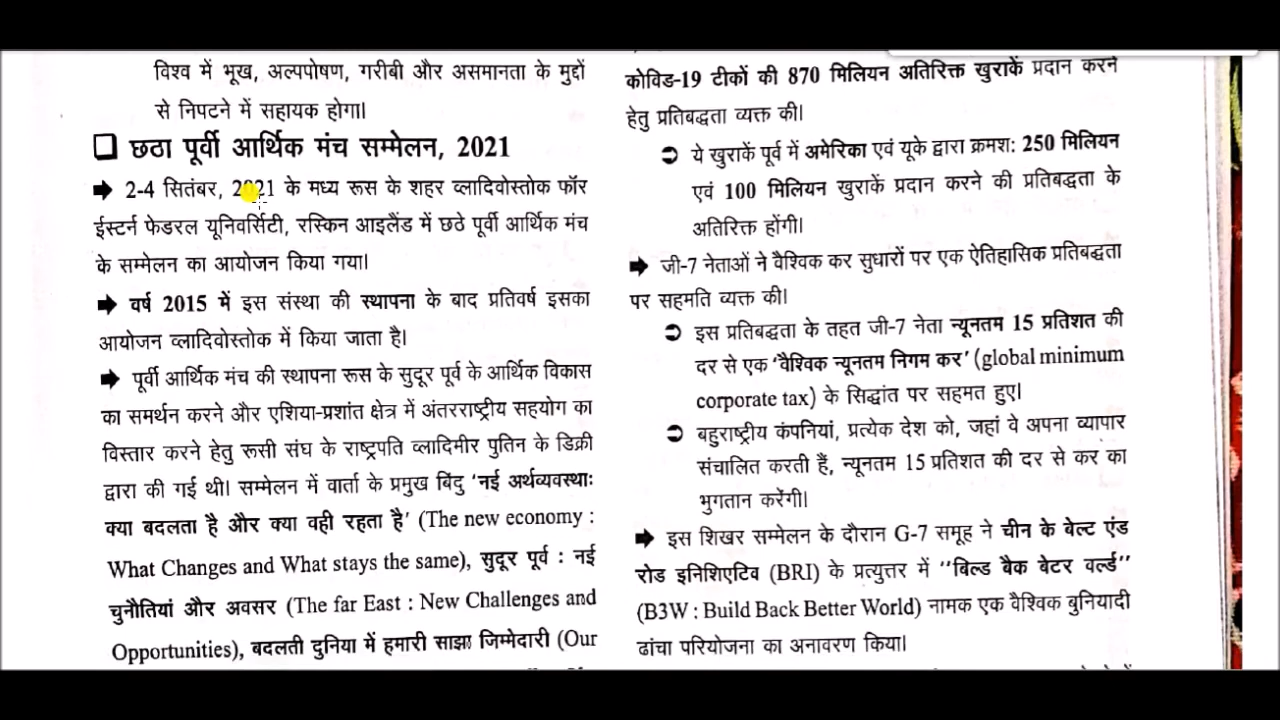 विश्व में भूख, अल्पपोषण, गरीबी और असमानता के मुद्दों
से निपटने में सहायक होगा।
❑ छठा पूर्वी आर्थिक मंच सम्मेलन, 2021
➡ 2-4 सितंबर, 2021 के मध्य रूस के शहर व्लादिवोस्तोक फॉर
ईस्टर्न फेडरल यूनिवर्सिटी, रस्किन आइलैंड में छठे पूर्वी आर्थिक मंच
के सम्मेलन का आयोजन किया गया।
➡ वर्ष 2015 में इस संस्था की स्थापना के बाद प्रतिवर्ष इसका
आयोजन व्लादिवोस्तोक में किया जाता है।
➡ पूर्वी आर्थिक मंच की स्थापना रूस के सुदूर पूर्व के आर्थिक विकास
का समर्थन करने और एशिया-प्रशांत क्षेत्र में अंतरराष्ट्रीय सहयोग का
विस्तार करने हेतु रूसी संघ के राष्ट्रपति व्लादिमीर पुतिन के डिक्री
द्वारा की गई थी। सम्मेलन में वार्ता के प्रमुख बिंदु 'नई अर्थव्यवस्थाः
क्या बदलता है और क्या वही रहता है' (The new economy :
What Changes and What stays the same), सुदूर पूर्व : नई
चुनौतियां और अवसर (The far East : New Challenges and
Opportunities), बदलती दुनिया में हमारी साझा जिम्मेदारी (Our
कोविड-19 टीकों की 870 मिलियन अतिरिक्त खुराकें प्रदान करने
हेतु प्रतिबद्धता व्यक्त की।
➲ ये खुराकें पूर्व में अमेरिका एवं यूके द्वारा क्रमश: 250 मिलियन
एवं 100 मिलियन खुराकें प्रदान करने की प्रतिबद्धता के
अतिरिक्त होंगी।
➡ जी-7 नेताओं ने वैश्विक कर सुधारों पर एक ऐतिहासिक प्रतिबद्धता
पर सहमति व्यक्त की।
➲ इस प्रतिबद्धता के तहत जी-7 नेता न्यूनतम 15 प्रतिशत की
दर से एक 'वैश्विक न्यूनतम निगम कर' (global minimum
corporate tax) के सिद्धांत पर सहमत हुए।
➲ बहुराष्ट्रीय कंपनियां, प्रत्येक देश को, जहां वे अपना व्यापार
संचालित करती हैं, न्यूनतम 15 प्रतिशत की दर से कर का
भुगतान करेंगी।
➡ इस शिखर सम्मेलन के दौरान G-7 समूह ने चीन के बेल्ट एंड
रोड इनिशिएटिव (BRI) के प्रत्युत्तर में "बिल्ड बैक बेटर वर्ल्ड"
(B3W : Build Back Better World) नामक एक वैश्विक बुनियादी
ढांचा परियोजना का अनावरण किया।